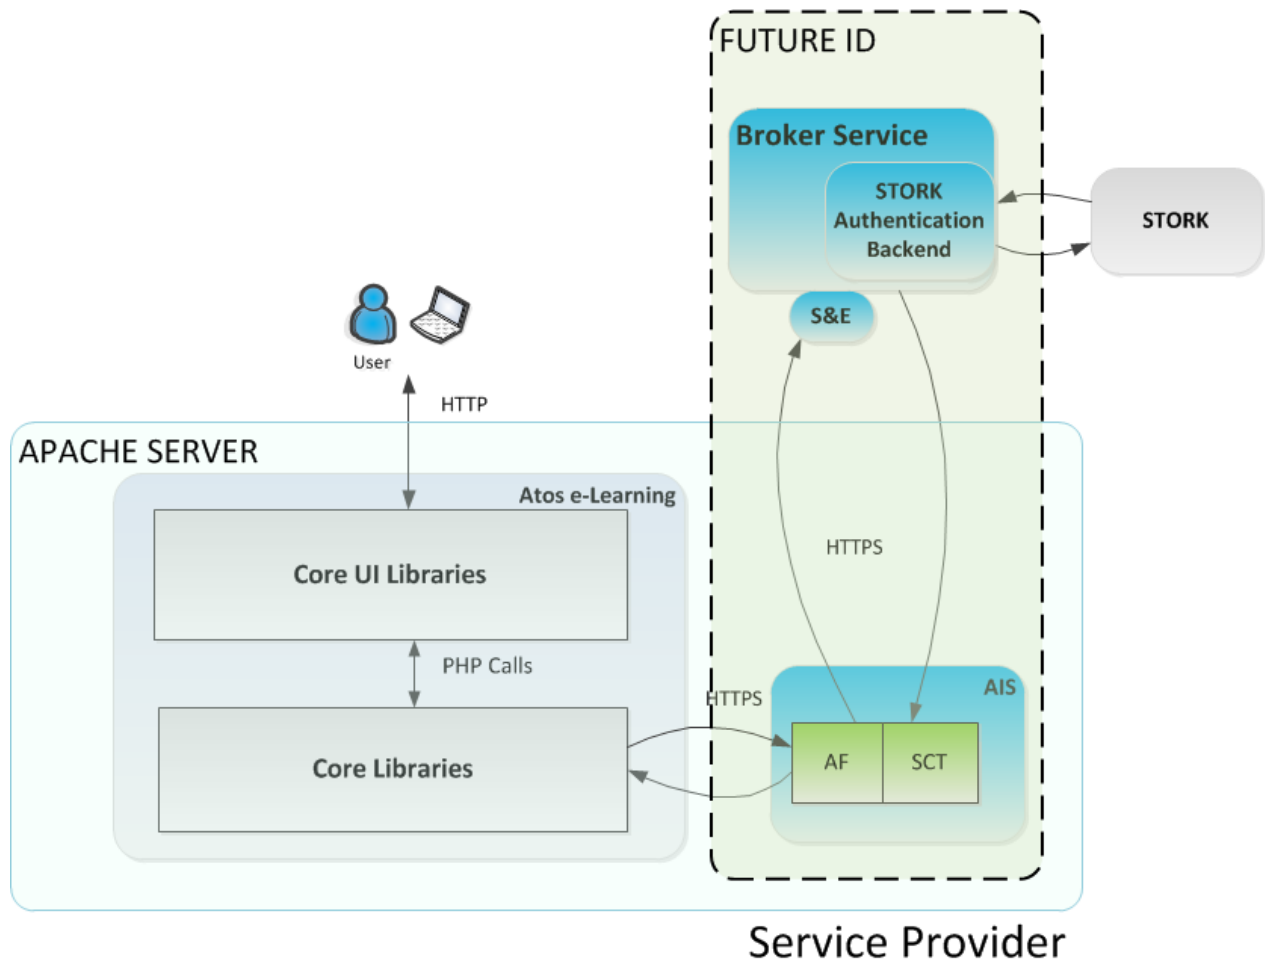 FUTURE ID
Broker Service
STORK
Authentication
Backend
STORK
S&E
User
HTTP
APACHE SERVER
Atos e-Learning
Core UI Libraries
HTTPS
PHP Calls
AIS
HTTPS
Core Libraries
AF
SCT
Service Provider